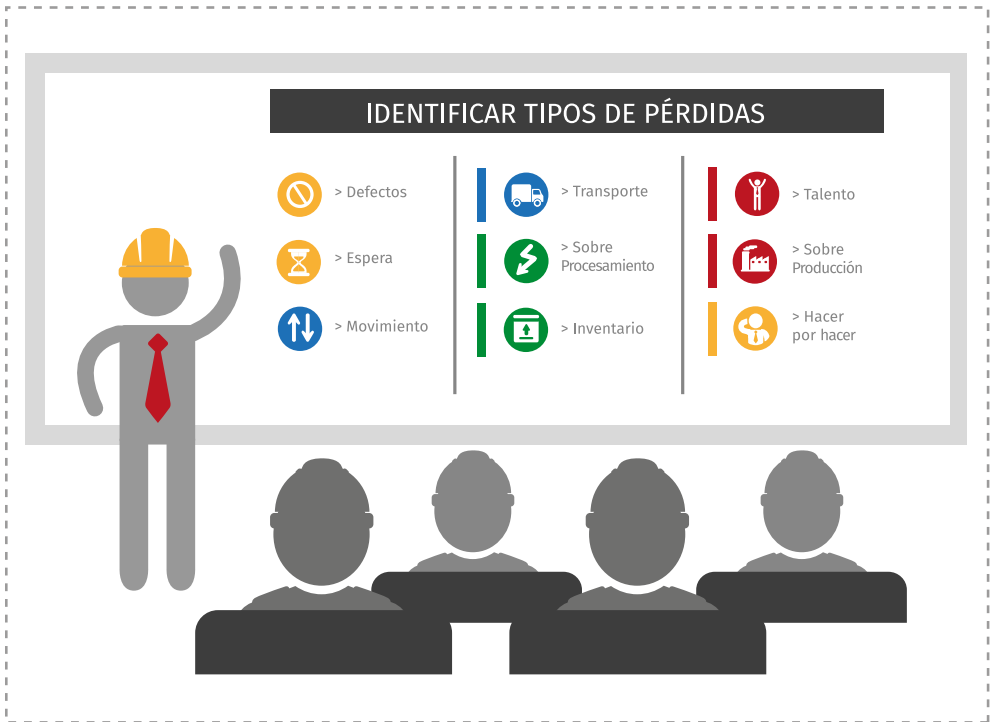 IDENTIFICAR TIPOS DE PÉRDIDAS
> Defectos
> Espera
> Movimiento
> Transporte
> Sobre
Procesamiento
> Inventario
> Talento
> Sobre
Producción
> Hacer
por hacer